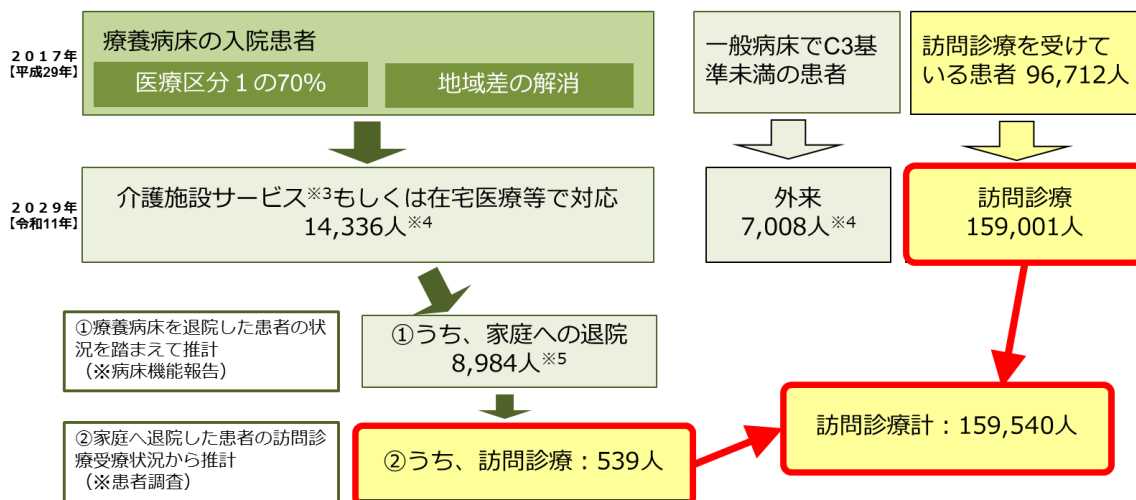 ２０１７年
【平成29年】
療養病床の入院患者
医療区分１の70%
地域差の解消
一般病床でC3基
準未満の患者
訪問診療を受けて
いる患者 96,712人
２０２９年
【令和11年】
介護施設サービス※3もしくは在宅医療等で対応
14,336人※4
外来
7,008人※4
訪問診療
159,001人
①療養病床を退院した患者の状
況を踏まえて推計
（※病床機能報告）
①うち、家庭への退院
8,984人※5
②家庭へ退院した患者の訪問診
療受療状況から推計
（※患者調査）
②うち、訪問診療：539人
訪問診療計：159,540人